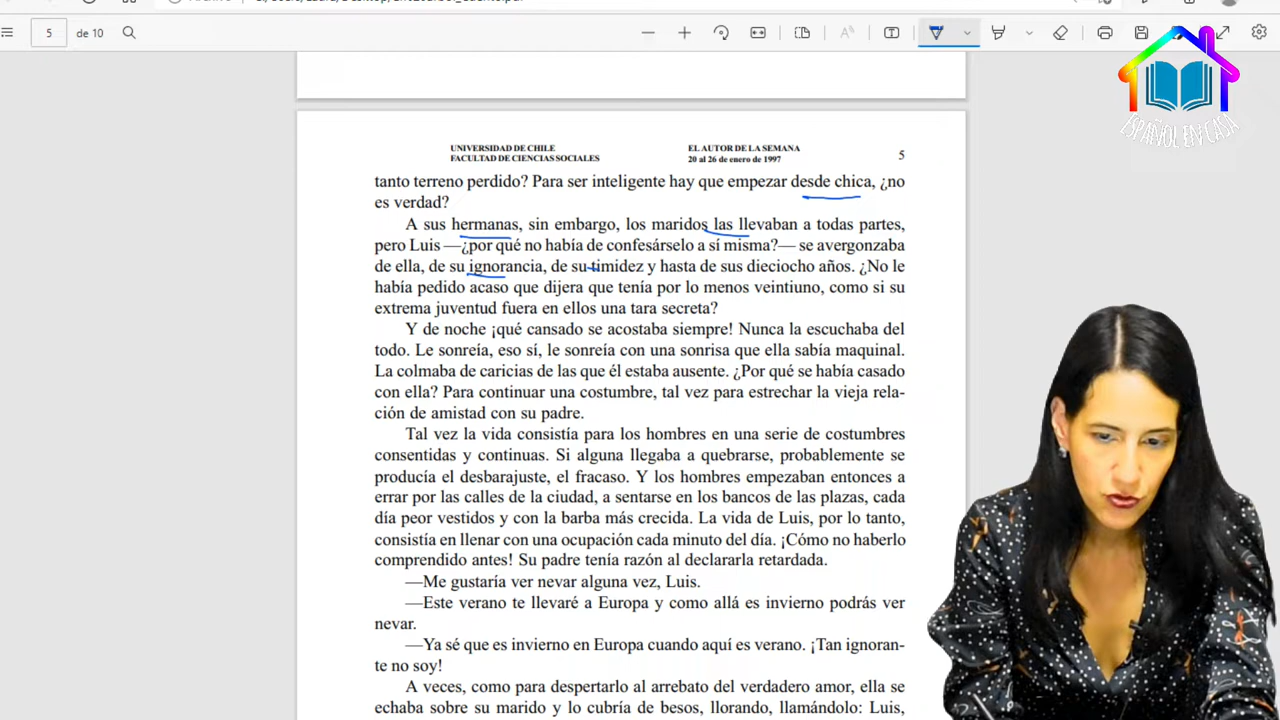 5
de 10
UNIVERSIDAD DE CHILE
FACULTAD DE CIENCIAS SOCIALES
EL AUTOR DE LA SEMANA
20 al 26 de enero de 1997
5
tanto terreno perdido? Para ser inteligente hay que empezar desde chica, ¿no
es verdad?
A sus hermanas, sin embargo, los maridos las llevaban a todas partes,
pero Luis —¿por qué no había de confesárselo a sí misma?— se avergonzaba
de ella, de su ignorancia, de su timidez y hasta de sus dieciocho años. ¿No le
había pedido acaso que dijera que tenía por lo menos veintiuno, como si su
extrema juventud fuera en ellos una tara secreta?
Y de noche ¡qué cansado se acostaba siempre! Nunca la escuchaba del
todo. Le sonreía, eso sí, le sonreía con una sonrisa que ella sabía maquinal.
La colmaba de caricias de las que él estaba ausente. ¿Por qué se había casado
con ella? Para continuar una costumbre, tal vez para estrechar la vieja rela-
ción de amistad con su padre.
Tal vez la vida consistía para los hombres en una serie de costumbres
consentidas y continuas. Si alguna llegaba a quebrarse, probablemente se
producía el desbarajuste, el fracaso. Y los hombres empezaban entonces a
errar por las calles de la ciudad, a sentarse en los bancos de las plazas, cada
día peor vestidos y con la barba más crecida. La vida de Luis, por lo tanto,
consistía en llenar con una ocupación cada minuto del día. ¡Cómo no haberlo
comprendido antes! Su padre tenía razón al declararla retardada.
—Me gustaría ver nevar alguna vez, Luis.
—Este verano te llevaré a Europa y como allá es invierno podrás ver
nevar.
—Ya sé que es invierno en Europa cuando aquí es verano. ¡Tan ignoran-
te no soy!
A veces, como para despertarlo al arrebato del verdadero amor, ella se
echaba sobre su marido y lo cubría de besos, llorando, llamándolo: Luis,
ESPAÑOL EN CASA